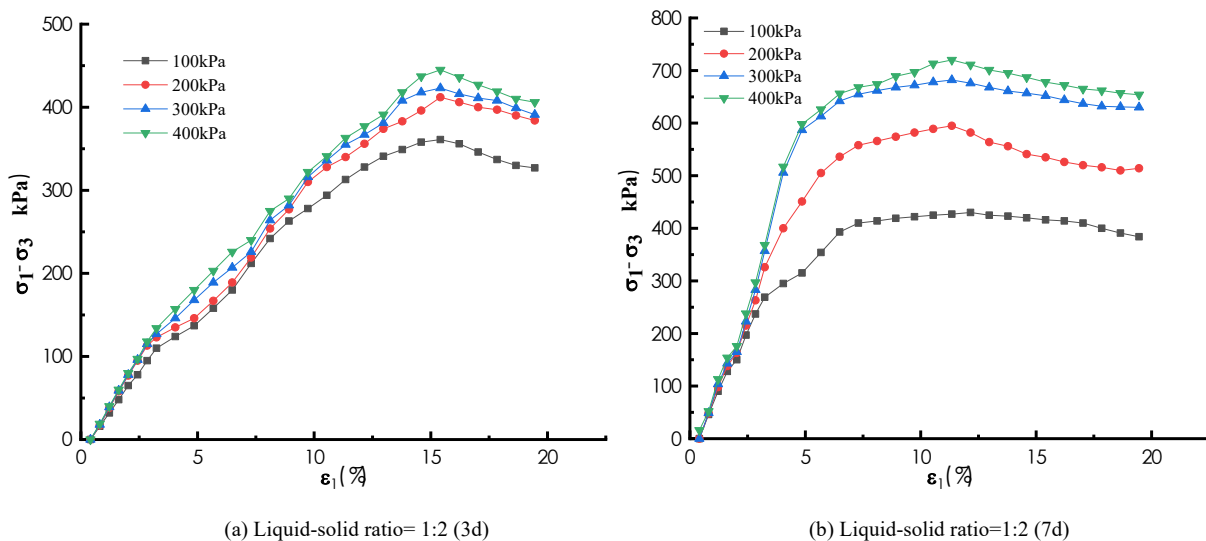 500
400
300
200
100
0
σ₁-σ₃ kPa)
100kPa
200kPa
300kPa
400kPa
0 5 10 15 20
ε₁(%)
(a) Liquid-solid ratio= 1:2 (3d)
800
700
600
500
400
300
200
100
0
σ₁-σ₃ kPa)
100kPa
200kPa
300kPa
400kPa
0 5 10 15 20
ε₁(%)
(b) Liquid-solid ratio=1:2 (7d)